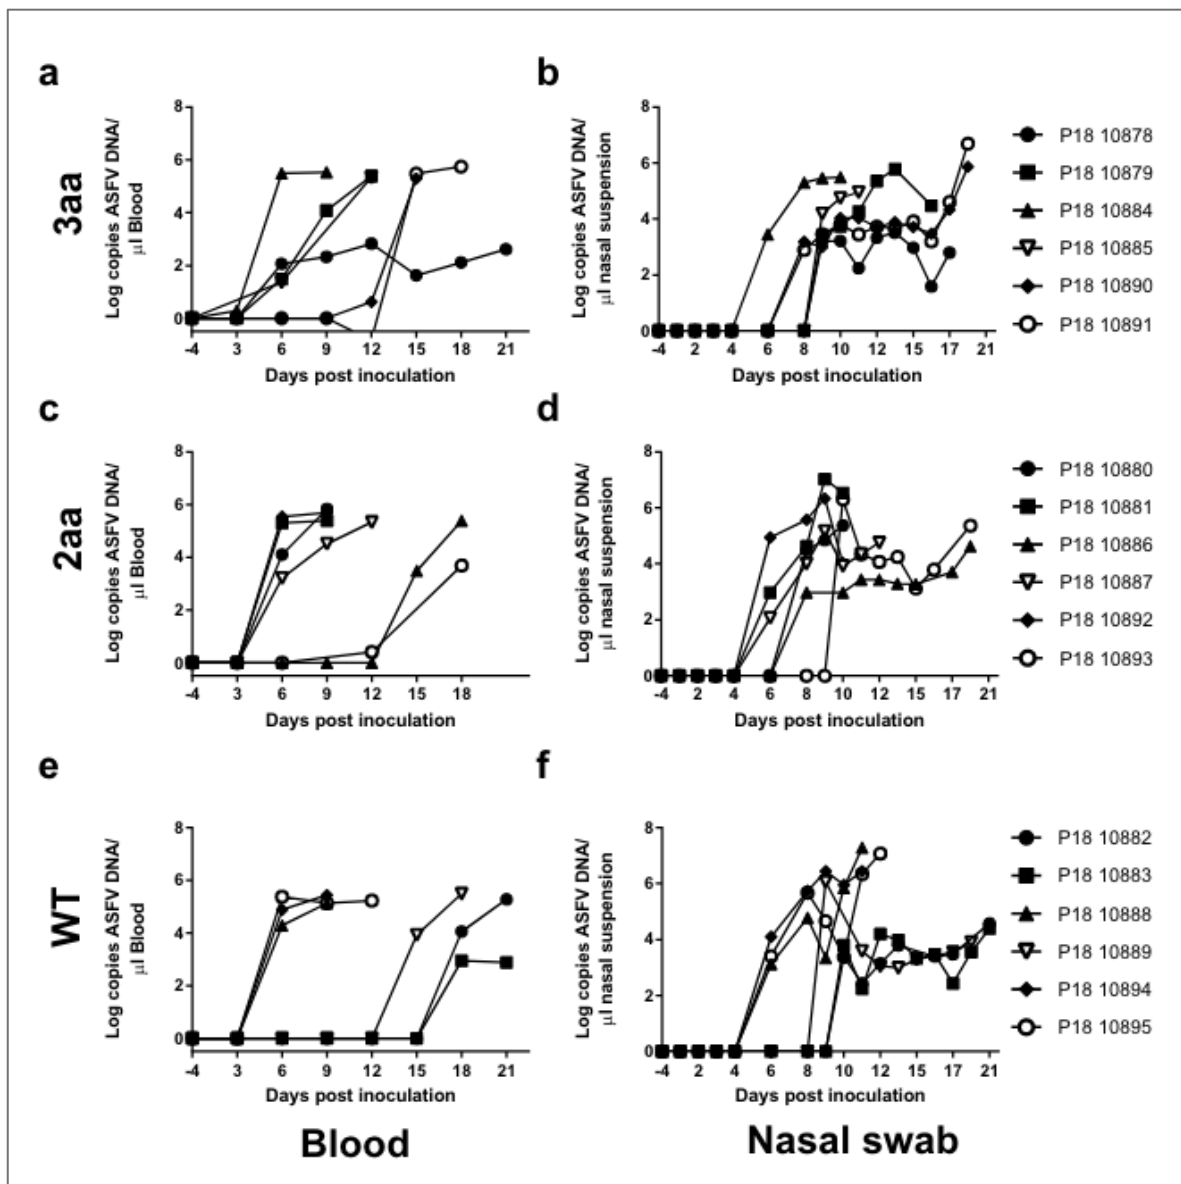 a
3aa
Log copies ASFV DNA/
µl Blood
8
6
4
2
0
-4 3 6 9 12 15 18 21
Days post inoculation
b
Log copies ASFV DNA/
µl nasal suspension
8
6
4
2
0
-4 2 4 6 8 10 12 15 17 21
Days post inoculation
P18 10878
P18 10879
P18 10884
P18 10885
P18 10890
P18 10891
c
2aa
Log copies ASFV DNA/
µl Blood
8
6
4
2
0
-4 3 6 9 12 15 18
Days post inoculation
d
Log copies ASFV DNA/
µl nasal suspension
8
6
4
2
0
-4 2 4 6 8 10 12 15 17 21
Days post inoculation
P18 10880
P18 10881
P18 10886
P18 10887
P18 10892
P18 10893
e
WT
Log copies ASFV DNA/
µl Blood
8
6
4
2
0
-4 3 6 9 12 15 18 21
Days post inoculation
f
Log copies ASFV DNA/
µl nasal suspension
8
6
4
2
0
-4 2 4 6 8 10 12 15 17 21
Days post inoculation
P18 10882
P18 10883
P18 10888
P18 10889
P18 10894
P18 10895
Blood
Nasal swab